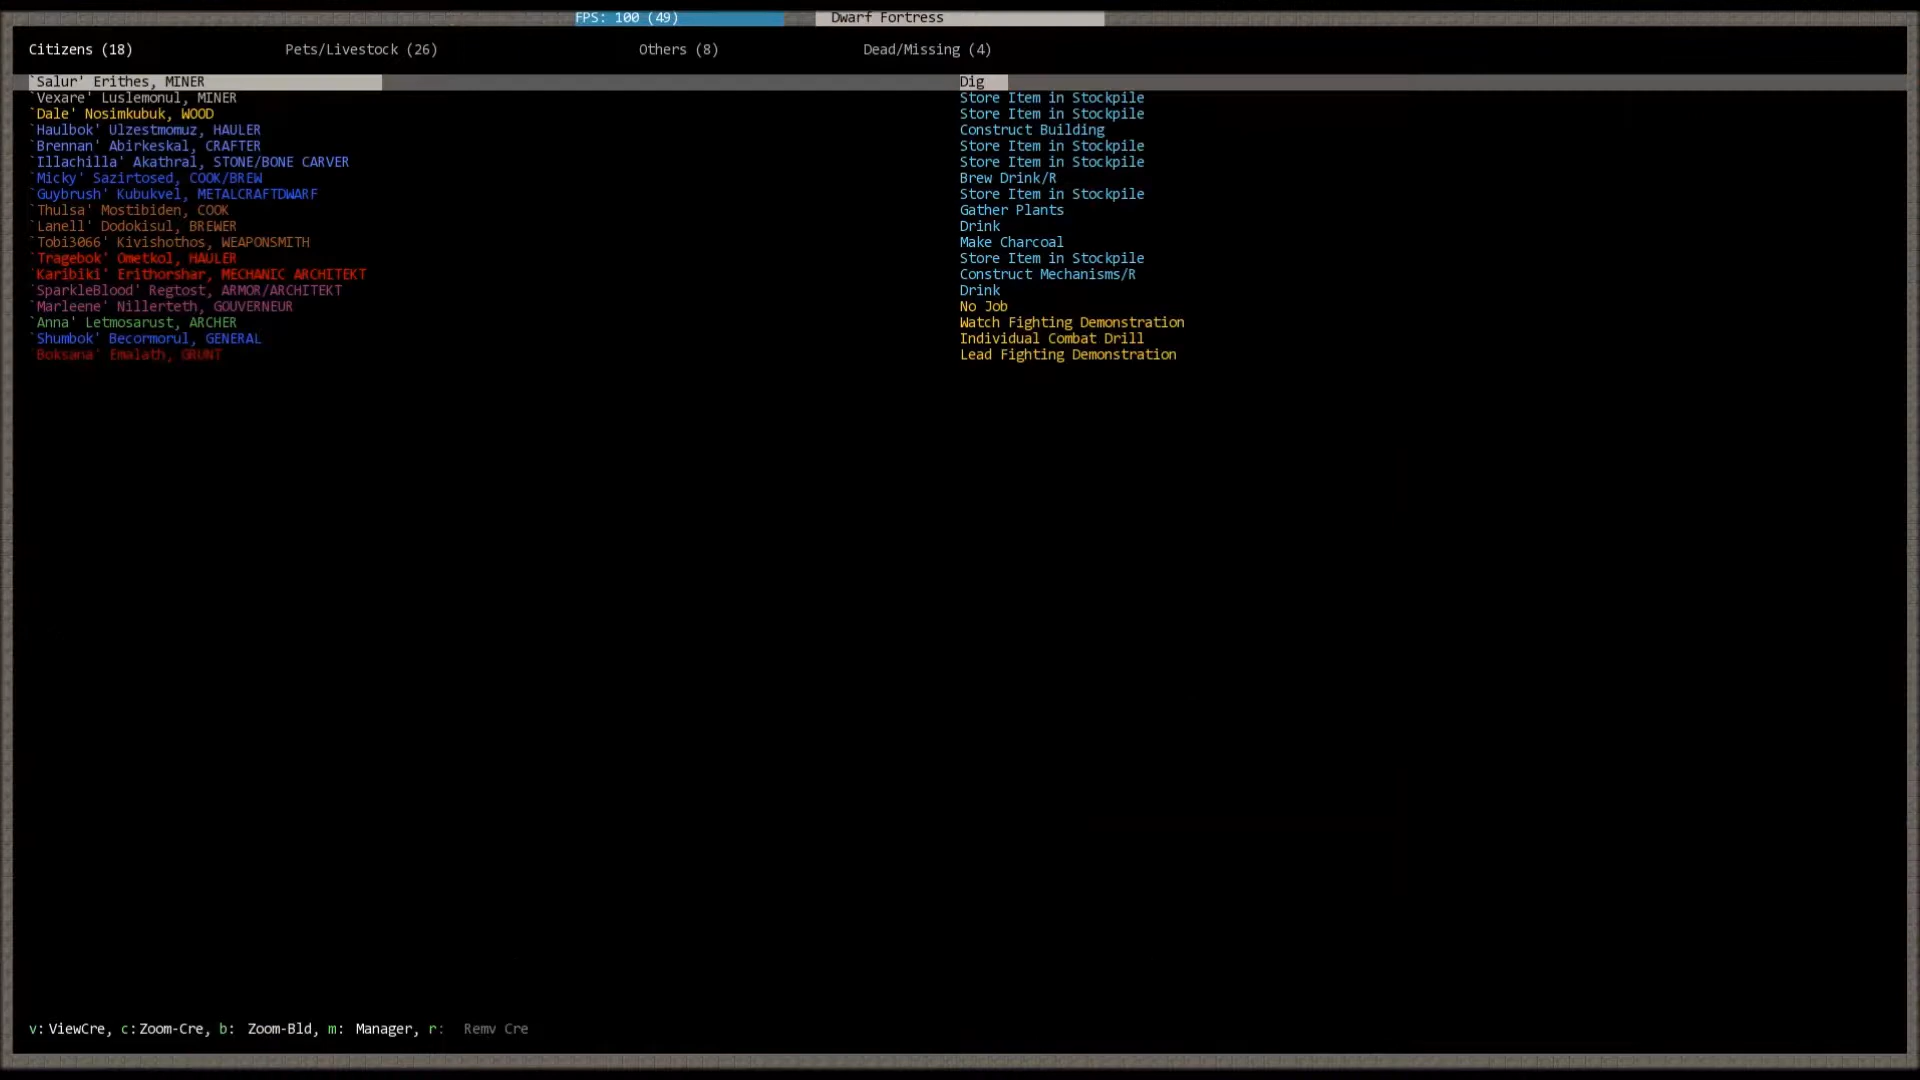 FPS: 100 (49) Dwarf Fortress
Citizens (18) Pets/Livestock (26) Others (8) Dead/Missing (4)
`Salur' Erithes, MINER Dig
`Vexare' Luslemonul, MINER Store Item in Stockpile
`Dale' Nosimkubuk, WOOD Store Item in Stockpile
`Haulbok' Ulzestmomuz, HAULER Construct Building
`Brennan' Abirkeskal, CRAFTER Store Item in Stockpile
`Illachilla' Akathral, STONE/BONE CARVER Store Item in Stockpile
`Micky' Sazirtosed, COOK/BREW Brew Drink/R
`Guybrush' Kubukvel, METALCRAFTDWARF Store Item in Stockpile
`Thulsa' Mostibiden, COOK Gather Plants
`Lanell' Dodokisul, BREWER Drink
`Tobi3066' Kivishothos, WEAPONSMITH Make Charcoal
`Tragebok' Ometkol, HAULER Store Item in Stockpile
`Karibiki' Erithorshar, MECHANIC ARCHITEKT Construct Mechanisms/R
`SparkleBlood' Regtost, ARMOR/ARCHITEKT Drink
`Marleene' Nillerteth, GOUVERNEUR No Job
`Anna' Letmosarust, ARCHER Watch Fighting Demonstration
`Shumbok' Becormorul, GENERAL Individual Combat Drill
`Boksana' Emalath, GRUNT Lead Fighting Demonstration
v: ViewCre, c: Zoom-Cre, b: Zoom-Bld, m: Manager, r: Remv Cre